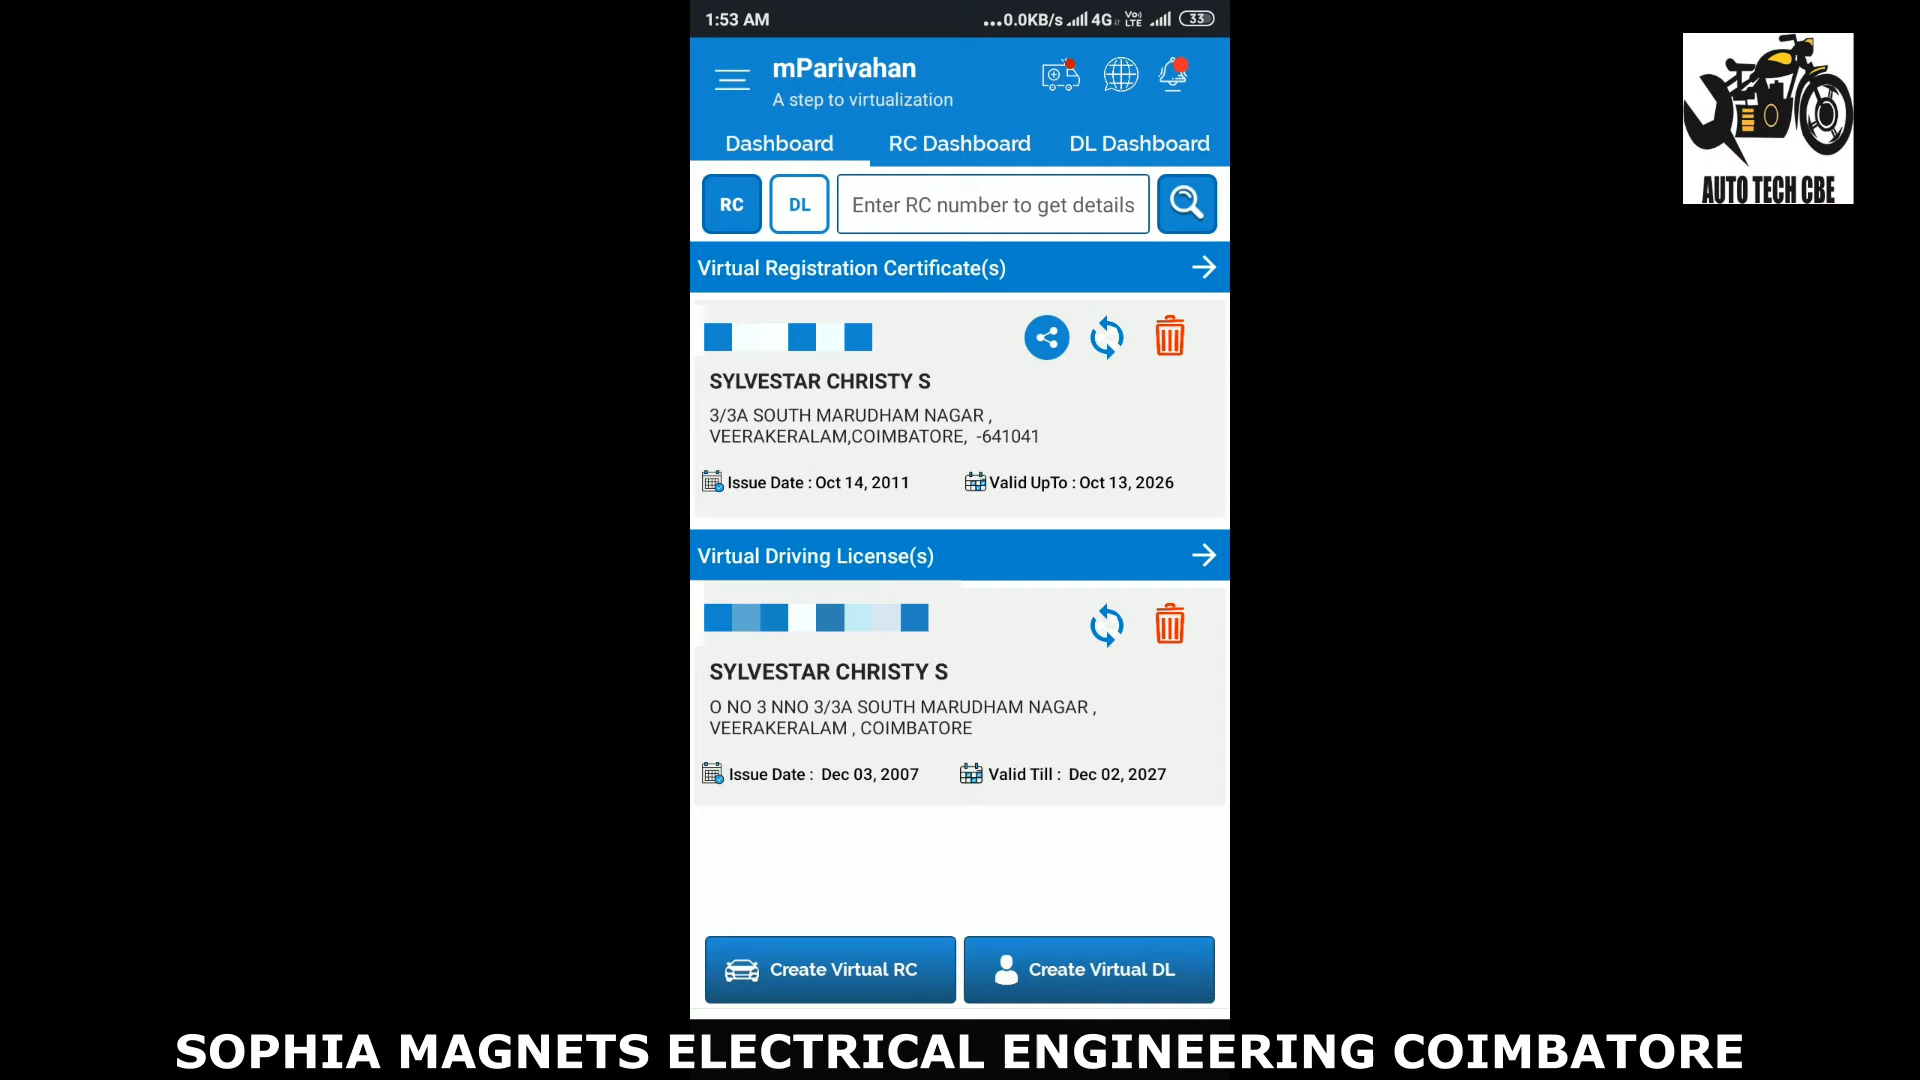 1:53 AM
...0.0KB/s 4G Vo) LTE 33
mParivahan
A step to virtualization
Dashboard RC Dashboard DL Dashboard
RC DL Enter RC number to get details
Virtual Registration Certificate(s)
SYLVESTAR CHRISTY S
3/3A SOUTH MARUDHAM NAGAR ,
VEERAKERALAM,COIMBATORE, -641041
Issue Date : Oct 14, 2011 Valid UpTo : Oct 13, 2026
Virtual Driving License(s)
SYLVESTAR CHRISTY S
O NO 3 NNO 3/3A SOUTH MARUDHAM NAGAR ,
VEERAKERALAM , COIMBATORE
Issue Date : Dec 03, 2007 Valid Till : Dec 02, 2027
Create Virtual RC Create Virtual DL
AUTO TECH CBE
SOPHIA MAGNETS ELECTRICAL ENGINEERING COIMBATORE